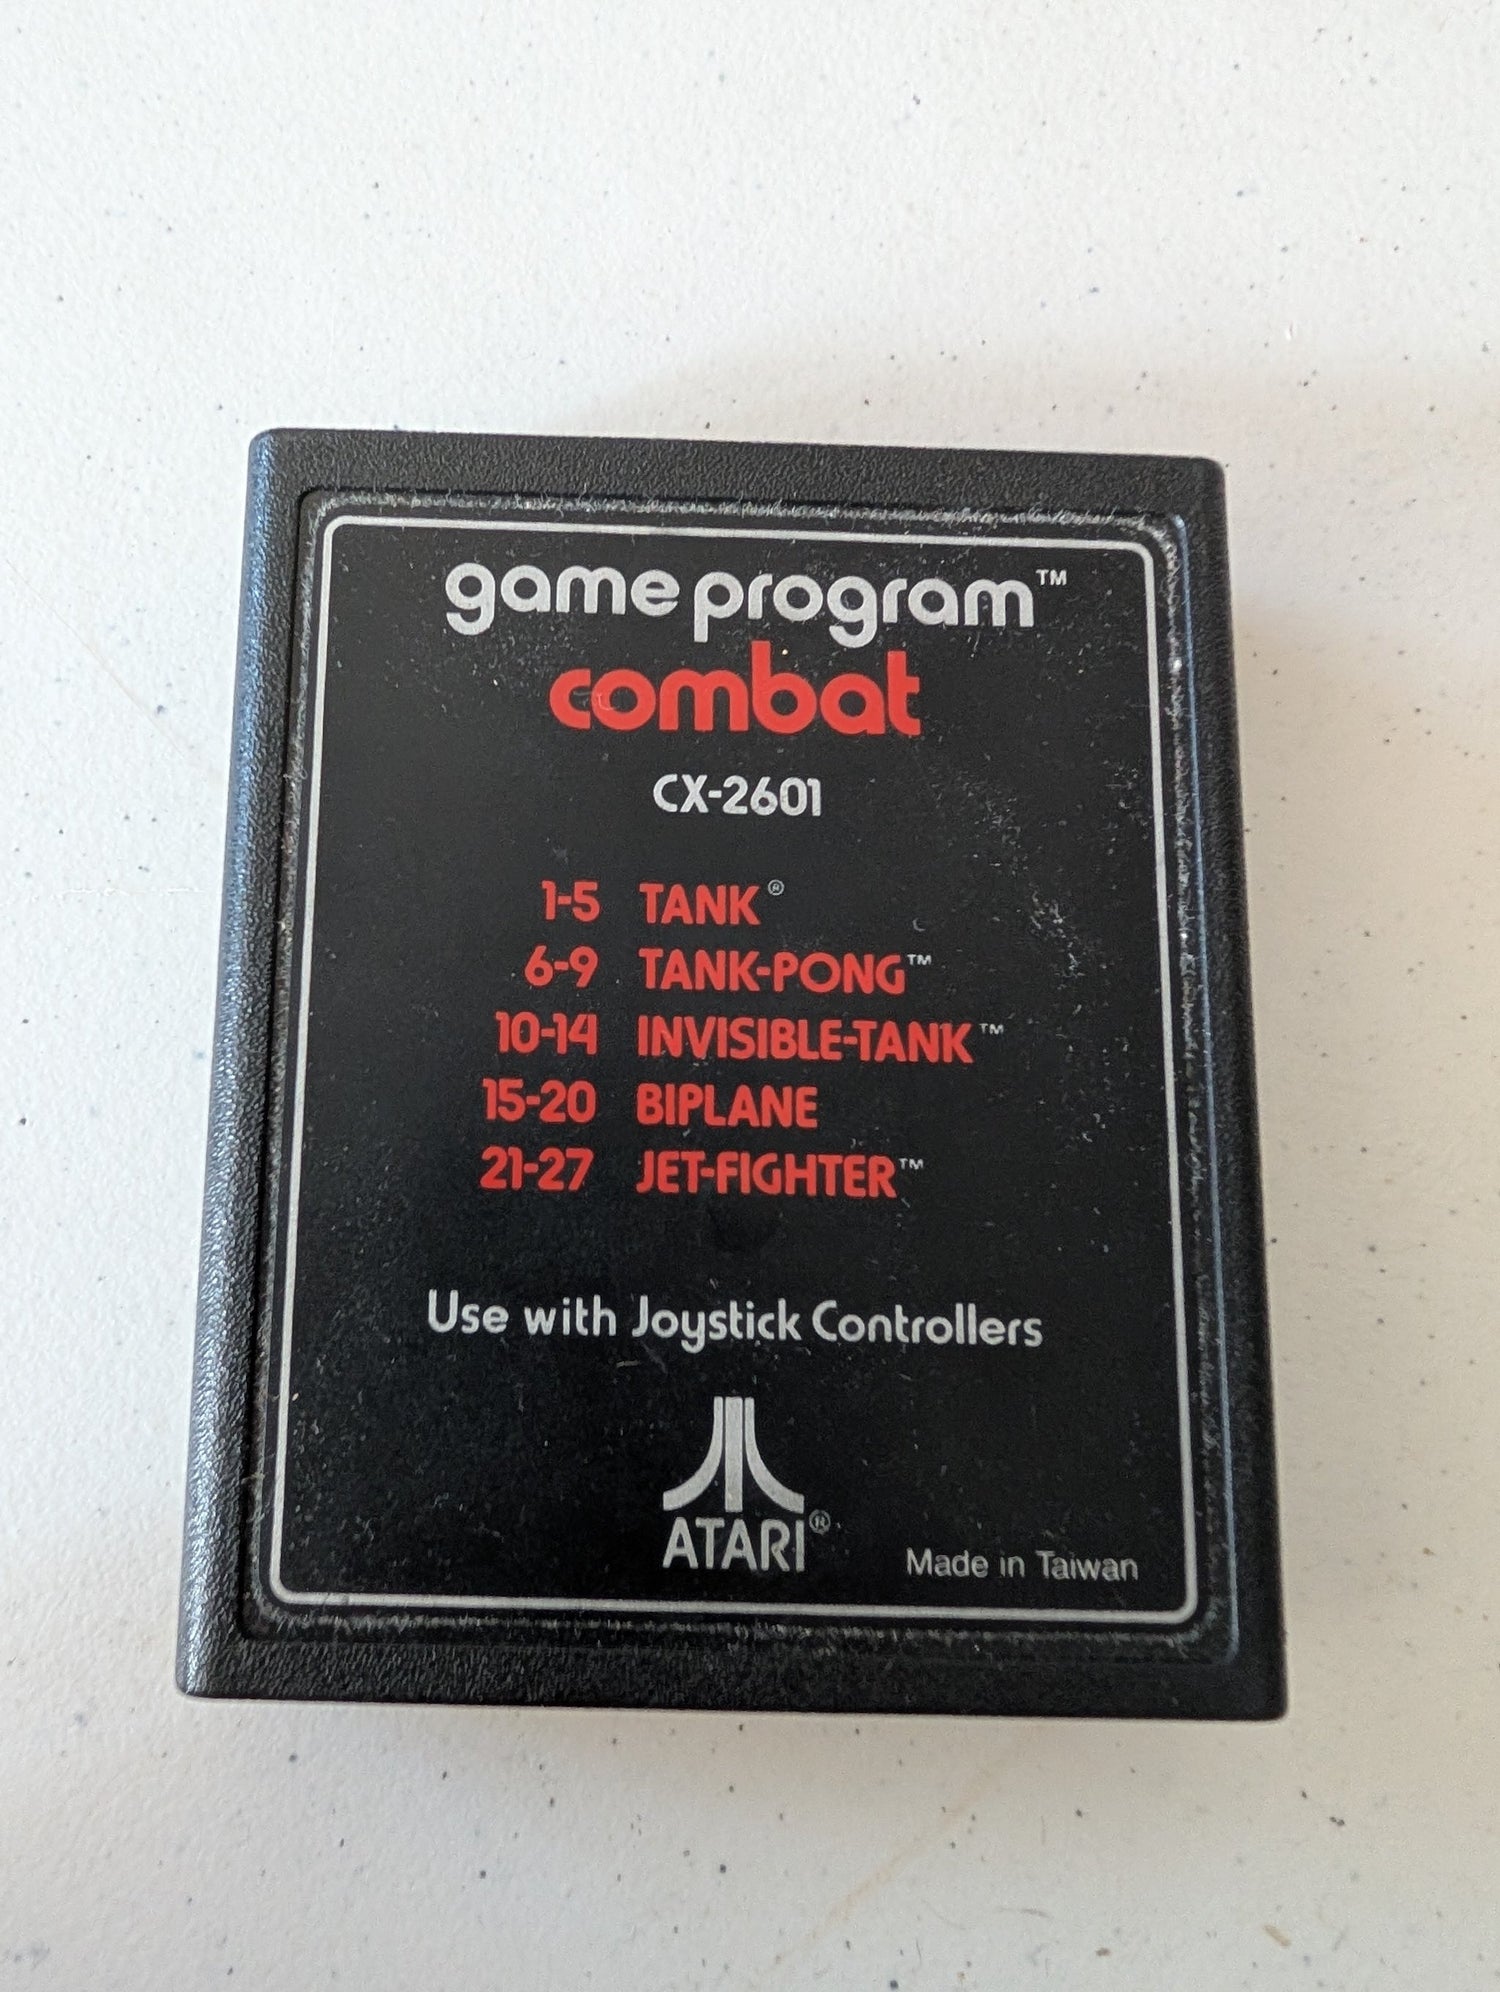 game program™
combat
CX-2601
1-5 TANK®
6-9 TANK-PONG™
10-14 INVISIBLE-TANK™
15-20 BIPLANE
21-27 JET-FIGHTER™
Use with Joystick Controllers
ATARI®
Made in Taiwan